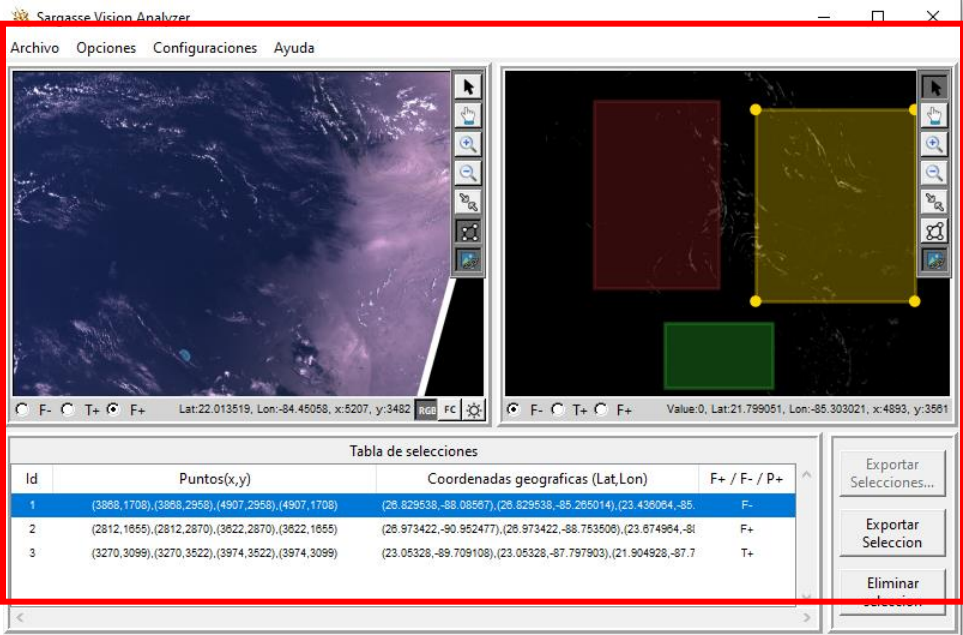 Sargasse Vision Analyzer
Archivo Opciones Configuraciones Ayuda
F- T+ F+ Lat:22.013519, Lon:-84.45058, x:5207, y:3482 RGB FC
F- T+ F+ Value:0, Lat:21.799051, Lon:-85.303021, x:4893, y:3561
Tabla de selecciones
Id Puntos(x,y) Coordenadas geograficas (Lat,Lon) F+ / F- / P+
1 (3868,1708),(3868,2958),(4907,2958),(4907,1708) (26.829538,-88.08567),(26.829538,-85.265014),(23.436064,-85. F-
2 (2812,1655),(2812,2870),(3622,2870),(3622,1655) (26.973422,-90.952477),(26.973422,-88.753506),(23.674964,-88 F+
3 (3270,3099),(3270,3522),(3974,3522),(3974,3099) (23.05328,-89.709108),(23.05328,-87.797903),(21.904928,-87.7 T+
Exportar
Selecciones...
Exportar
Seleccion
Eliminar
seleccion